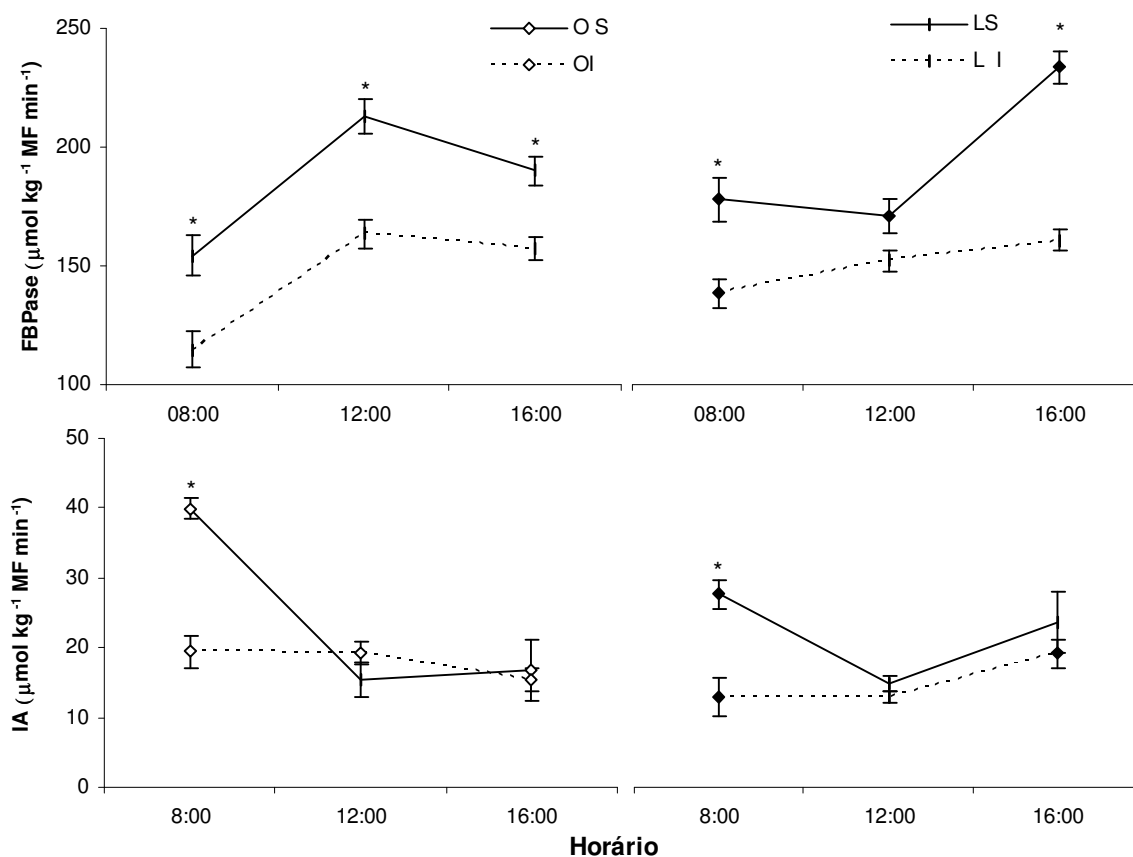 FBPase (µmol kg⁻¹ MF min⁻¹)
250
200
150
100
O S
OI
*
*
*
08:00 12:00 16:00
LS
L I
*
*
08:00 12:00 16:00
IA (µmol kg⁻¹ MF min⁻¹)
50
40
30
20
10
0
*
8:00 12:00 16:00
*
8:00 12:00 16:00
Horário